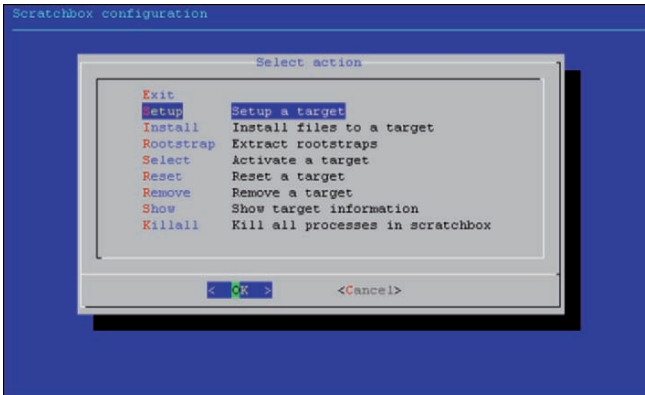 Scratchbox configuration
Select action
Exit
Setup Setup a target
Install Install files to a target
Rootstrap Extract rootstraps
Select Activate a target
Reset Reset a target
Remove Remove a target
Show Show target information
Killall Kill all processes in scratchbox
< OK > <Cancel>